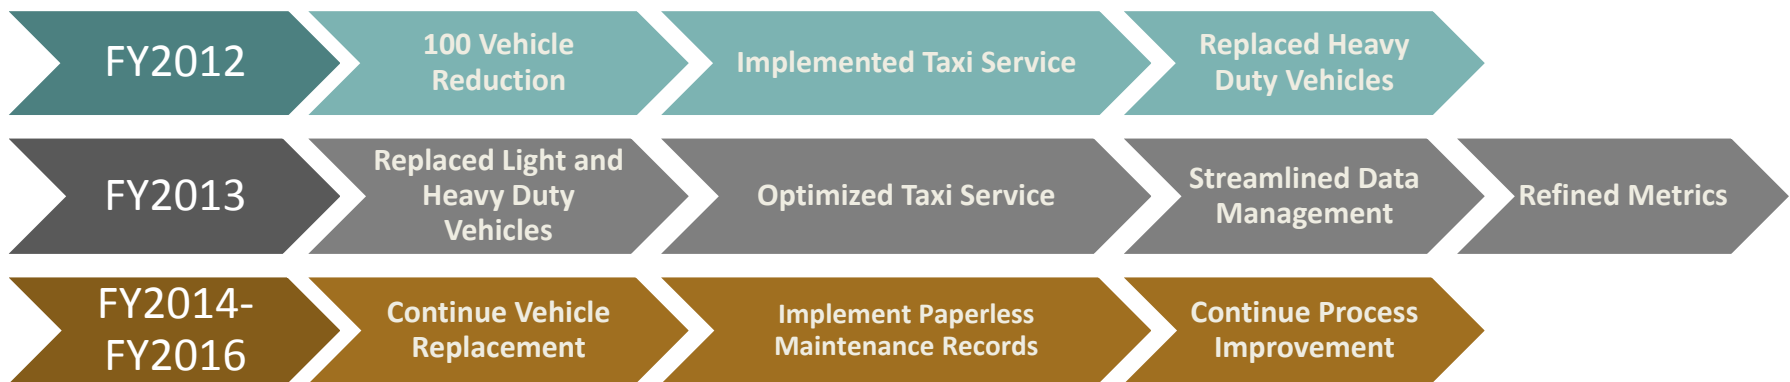 FY2012
100 Vehicle
Reduction
Implemented Taxi Service
Replaced Heavy
Duty Vehicles
FY2013
Replaced Light and
Heavy Duty
Vehicles
Optimized Taxi Service
Streamlined Data
Management
Refined Metrics
FY2014-
FY2016
Continue Vehicle
Replacement
Implement Paperless
Maintenance Records
Continue Process
Improvement